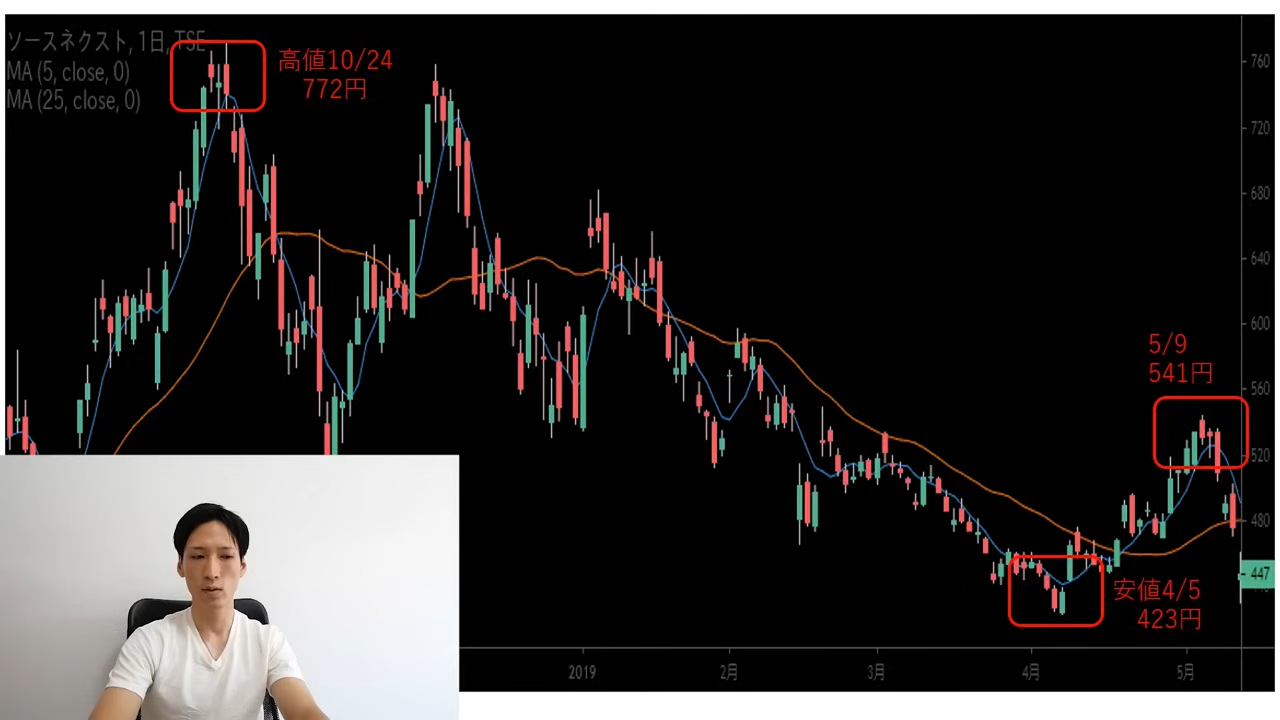 ソースネクスト, 1日, TSE
MA (5, close, 0)
MA (25, close, 0)
高値10/24
772円
760
720
680
640
600
5/9
541円
560
520
480
447
安値4/5
423円
2019
2月
3月
4月
5月